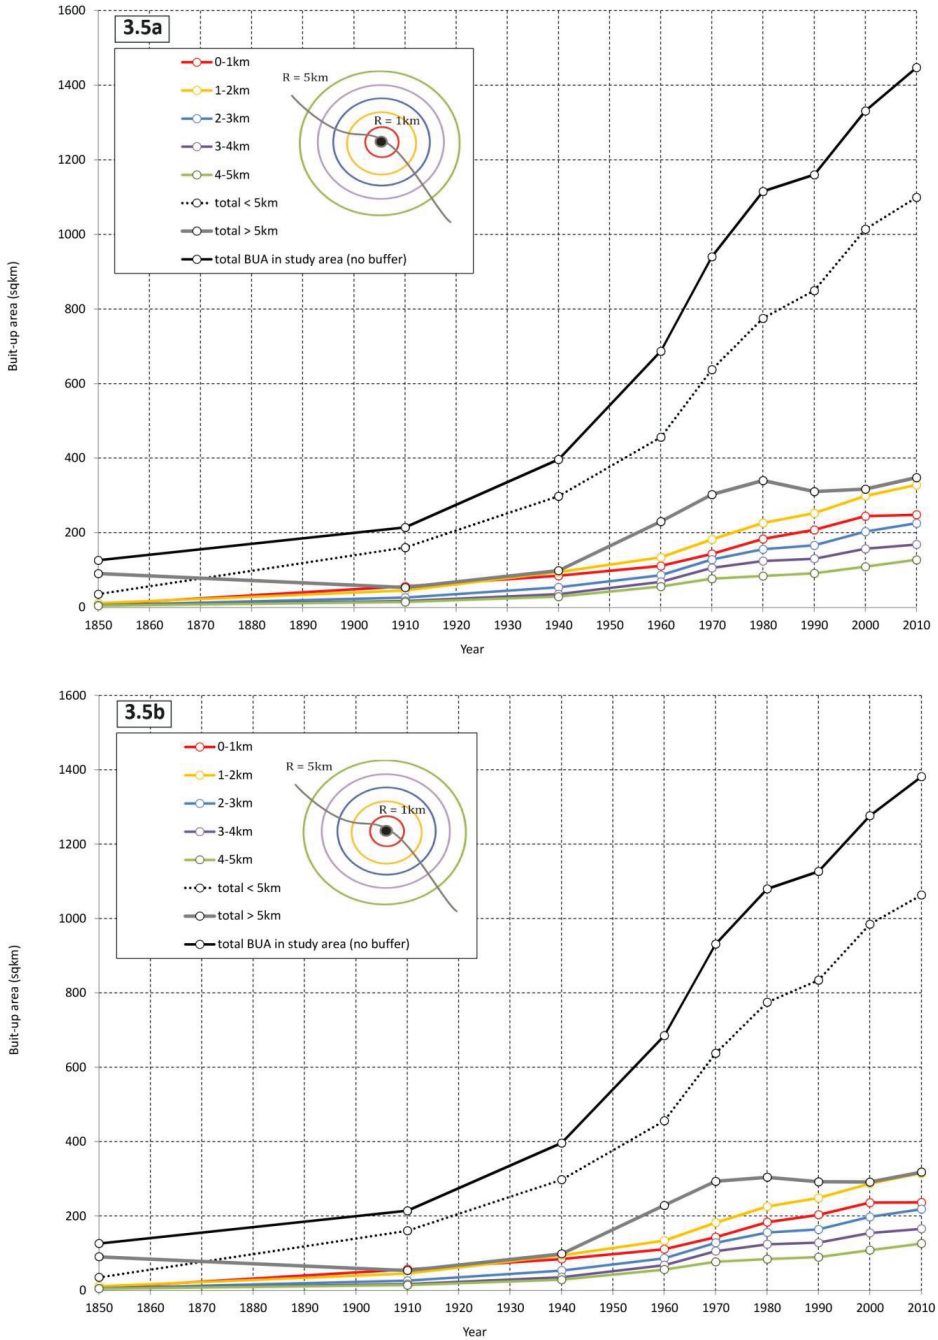 3.5a
1600
1400
1200
1000
800
600
400
200
0
Buit-up area (sqkm)
0-1km
1-2km
2-3km
3-4km
4-5km
total < 5km
total > 5km
total BUA in study area (no buffer)
R = 5km
R = 1km
1850 1860 1870 1880 1890 1900 1910 1920 1930 1940 1950 1960 1970 1980 1990 2000 2010
Year
3.5b
1600
1400
1200
1000
800
600
400
200
0
Buit-up area (sqkm)
0-1km
1-2km
2-3km
3-4km
4-5km
total < 5km
total > 5km
total BUA in study area (no buffer)
R = 5km
R = 1km
1850 1860 1870 1880 1890 1900 1910 1920 1930 1940 1950 1960 1970 1980 1990 2000 2010
Year